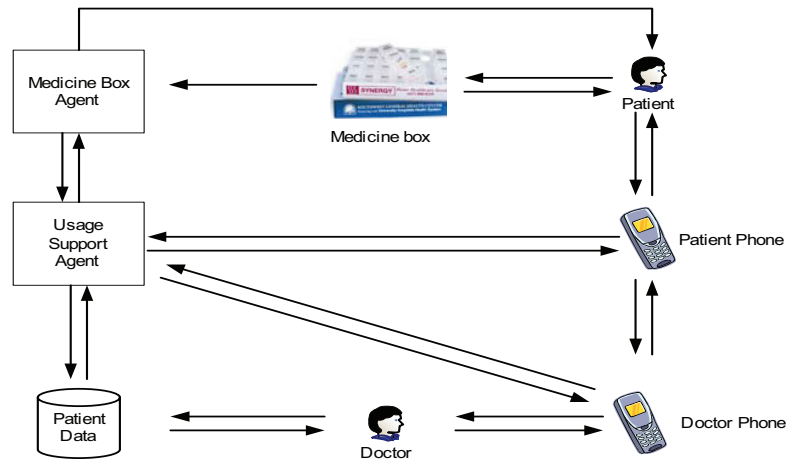 Medicine Box
Agent
SYNERGY
Medicine box
Patient
Usage
Support
Agent
Patient Phone
Patient
Data
Doctor
Doctor Phone